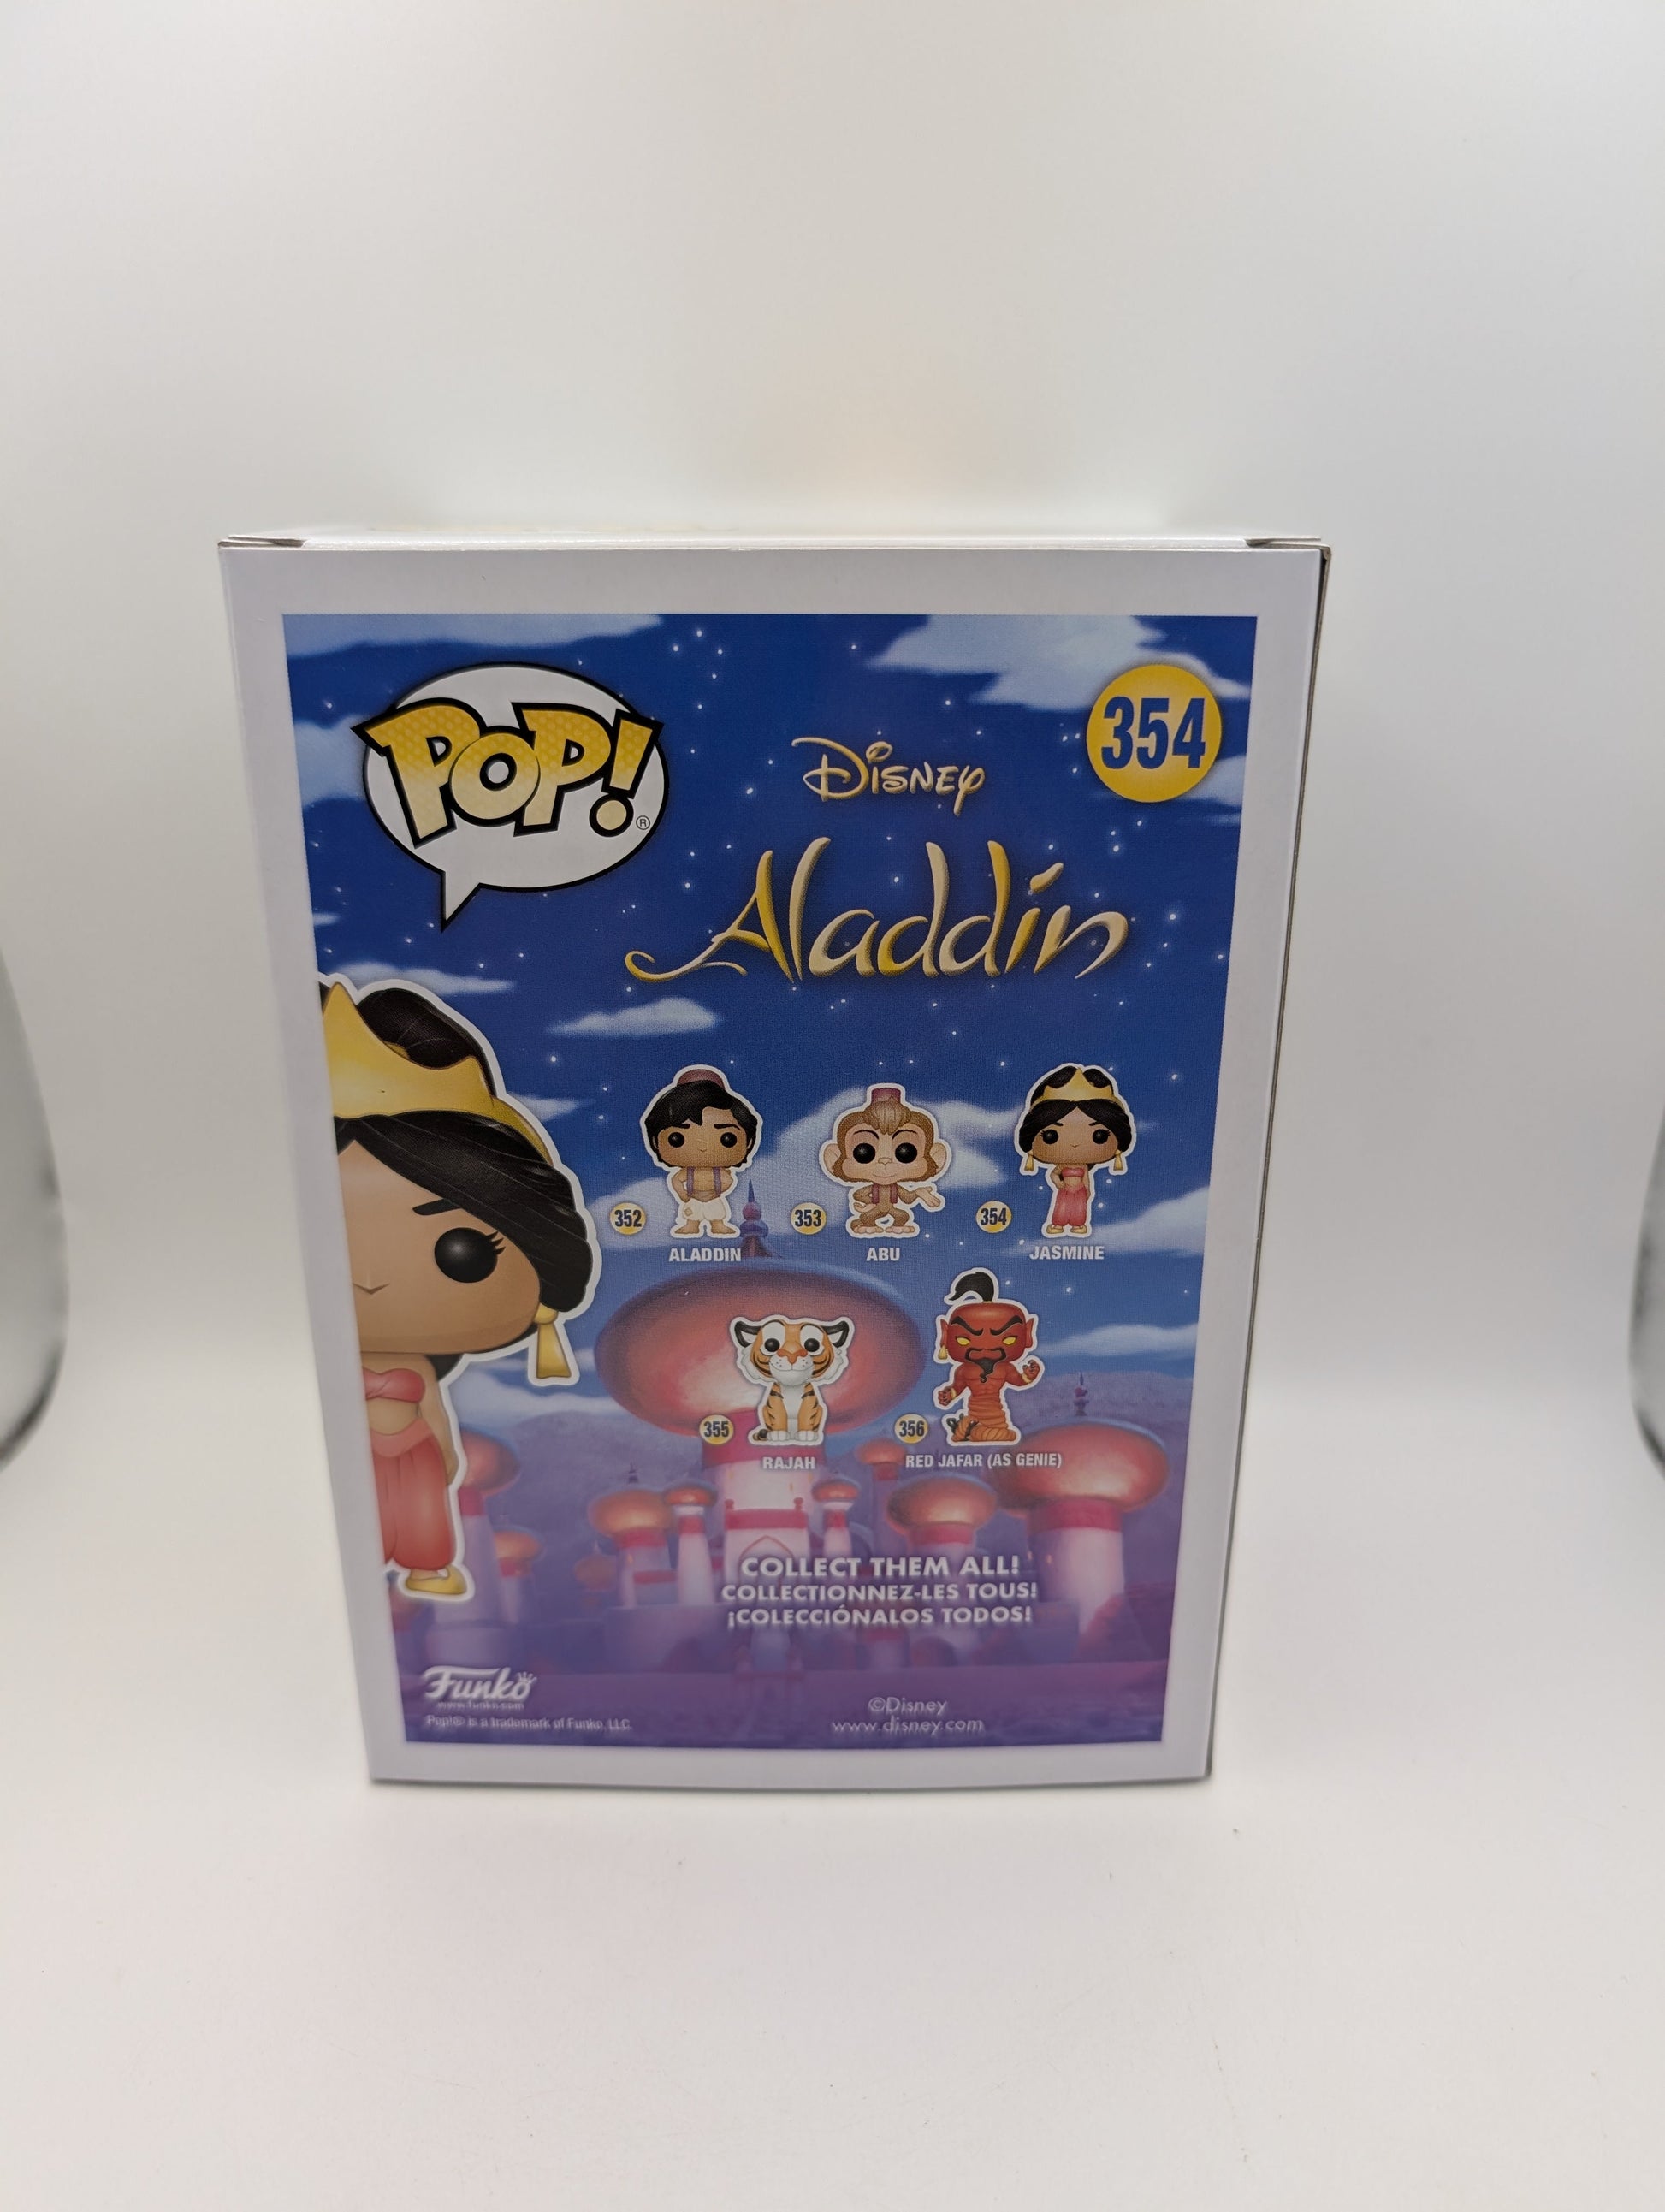 POP!®
354
Disney
Aladdin
352
ALADDIN
353
ABU
354
JASMINE
355
RAJAH
356
RED JAFAR (AS GENIE)
COLLECT THEM ALL!
COLLECTIONNEZ-LES TOUS!
¡COLECCIÓNALOS TODOS!
Funko
www.funko.com
Pop!® is a trademark of Funko, LLC.
©Disney
www.disney.com